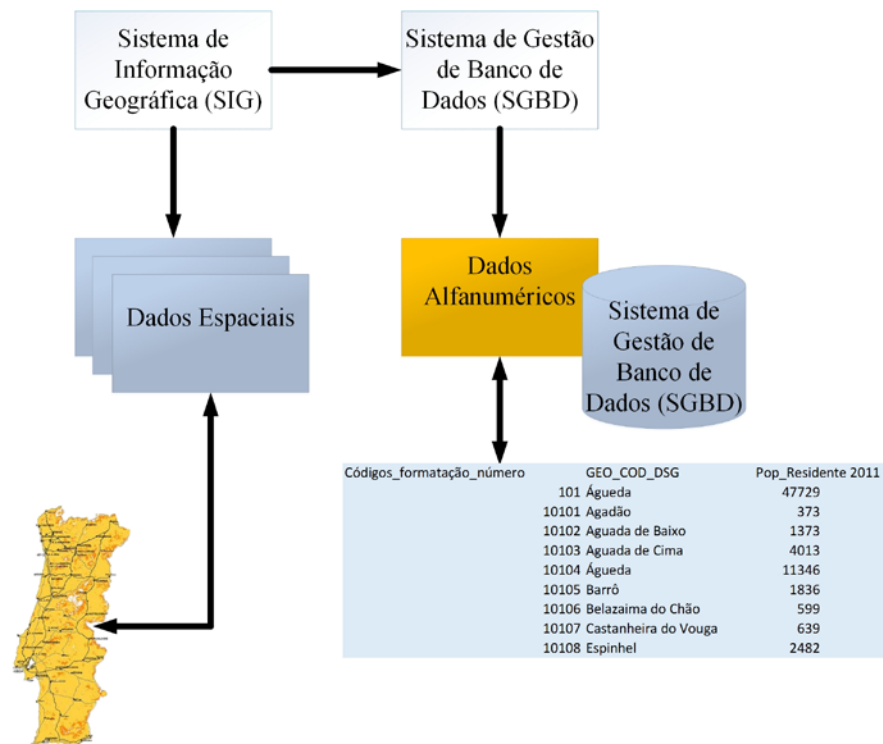 Sistema de
Informação
Geográfica (SIG)
Sistema de Gestão
de Banco de
Dados (SGBD)
Dados Espaciais
Dados
Alfanuméricos
Sistema de
Gestão de
Banco de
Dados (SGBD)
Códigos_formatação_número GEO_COD_DSG Pop_Residente 2011
101 Águeda 47729
10101 Agadão 373
10102 Aguada de Baixo 1373
10103 Aguada de Cima 4013
10104 Águeda 11346
10105 Barrô 1836
10106 Belazaima do Chão 599
10107 Castanheira do Vouga 639
10108 Espinhel 2482